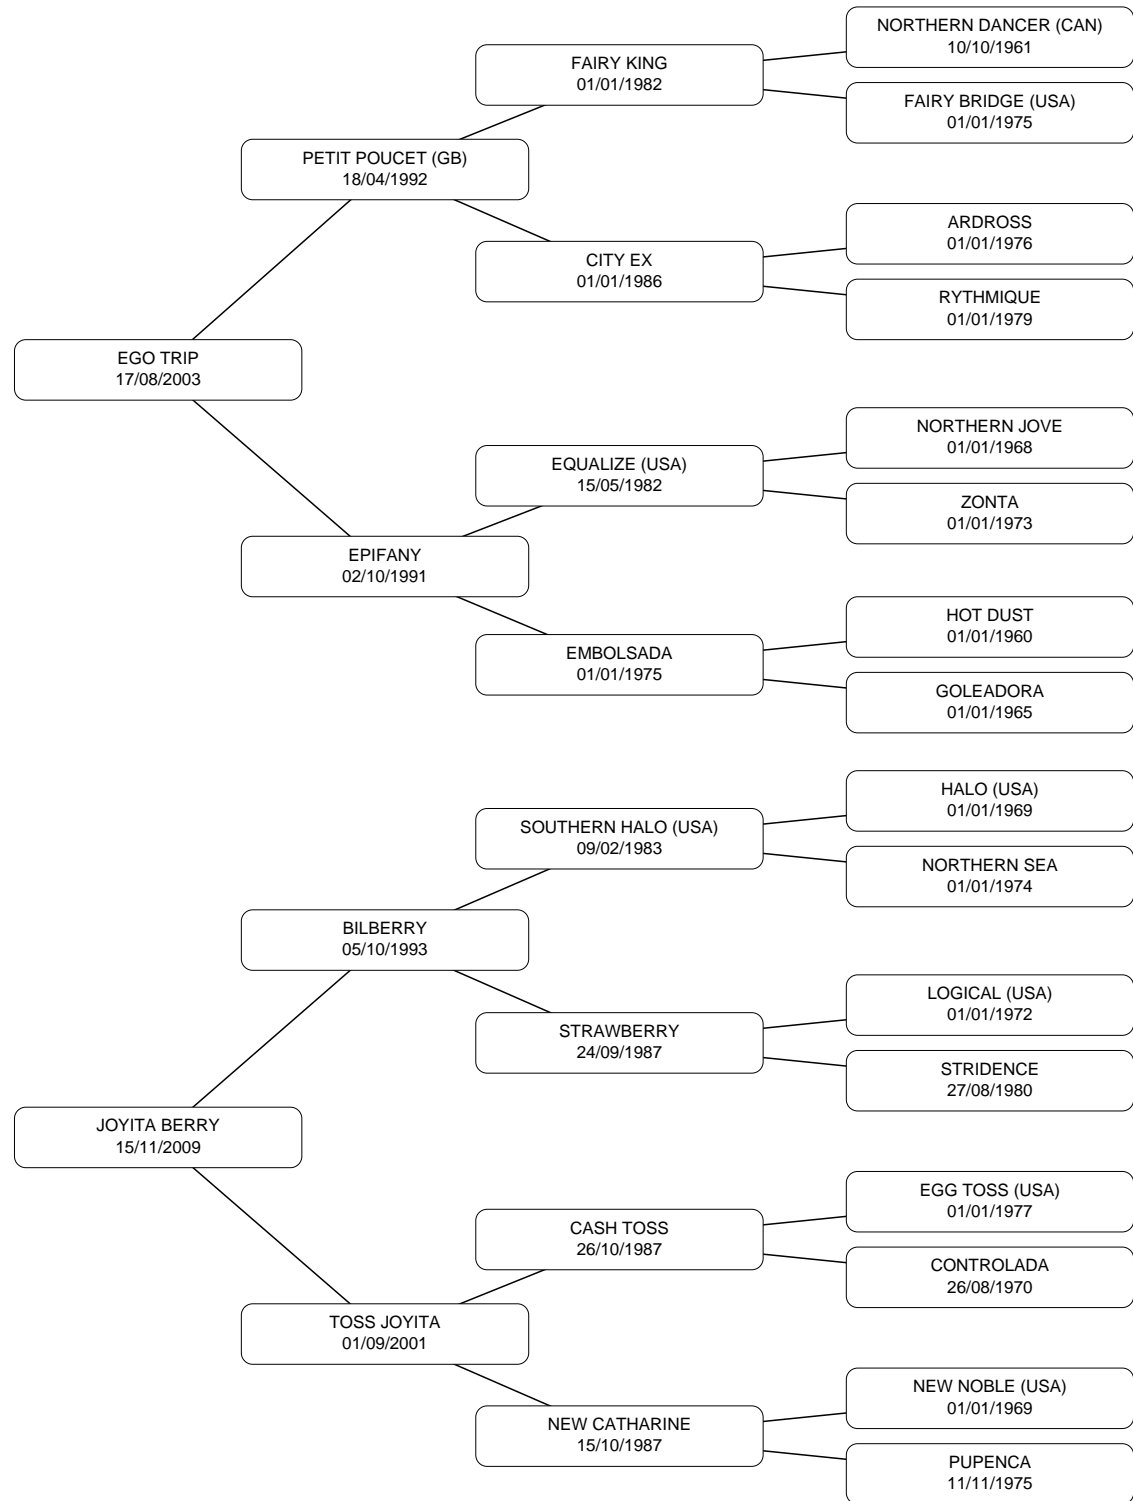 NORTHERN DANCER (CAN)
10/10/1961
FAIRY KING
01/01/1982
FAIRY BRIDGE (USA)
01/01/1975
PETIT POUCET (GB)
18/04/1992
ARDROSS
01/01/1976
CITY EX
01/01/1986
RYTHMIQUE
01/01/1979
EGO TRIP
17/08/2003
NORTHERN JOVE
01/01/1968
EQUALIZE (USA)
15/05/1982
ZONTA
01/01/1973
EPIFANY
02/10/1991
HOT DUST
01/01/1960
EMBOLSADA
01/01/1975
GOLEADORA
01/01/1965
HALO (USA)
01/01/1969
SOUTHERN HALO (USA)
09/02/1983
NORTHERN SEA
01/01/1974
BILBERRY
05/10/1993
LOGICAL (USA)
01/01/1972
STRAWBERRY
24/09/1987
STRIDENCE
27/08/1980
JOYITA BERRY
15/11/2009
EGG TOSS (USA)
01/01/1977
CASH TOSS
26/10/1987
CONTROLADA
26/08/1970
TOSS JOYITA
01/09/2001
NEW NOBLE (USA)
01/01/1969
NEW CATHARINE
15/10/1987
PUPENCA
11/11/1975